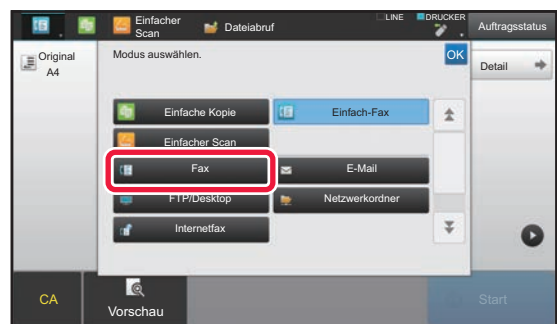 Einfacher Scan
Dateiabruf
LINE
DRUCKER
Auftragsstatus
Original
A4
Modus auswählen.
OK
Detail
Einfache Kopie
Einfach-Fax
Einfacher Scan
Fax
E-Mail
FTP/Desktop
Netzwerkordner
Internetfax
CA
Vorschau
Start